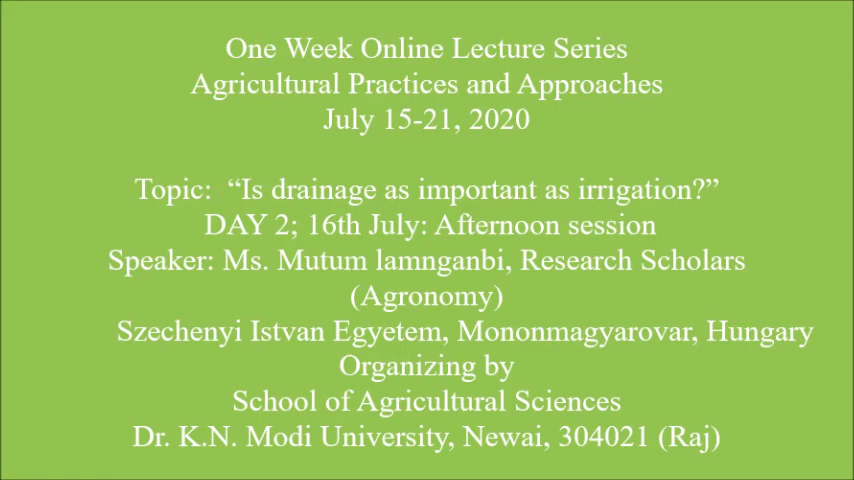 One Week Online Lecture Series
Agricultural Practices and Approaches
July 15-21, 2020
Topic: “Is drainage as important as irrigation?”
DAY 2; 16th July: Afternoon session
Speaker: Ms. Mutum lamnganbi, Research Scholars
(Agronomy)
Szechenyi Istvan Egyetem, Mononmagyarovar, Hungary
Organizing by
School of Agricultural Sciences
Dr. K.N. Modi University, Newai, 304021 (Raj)